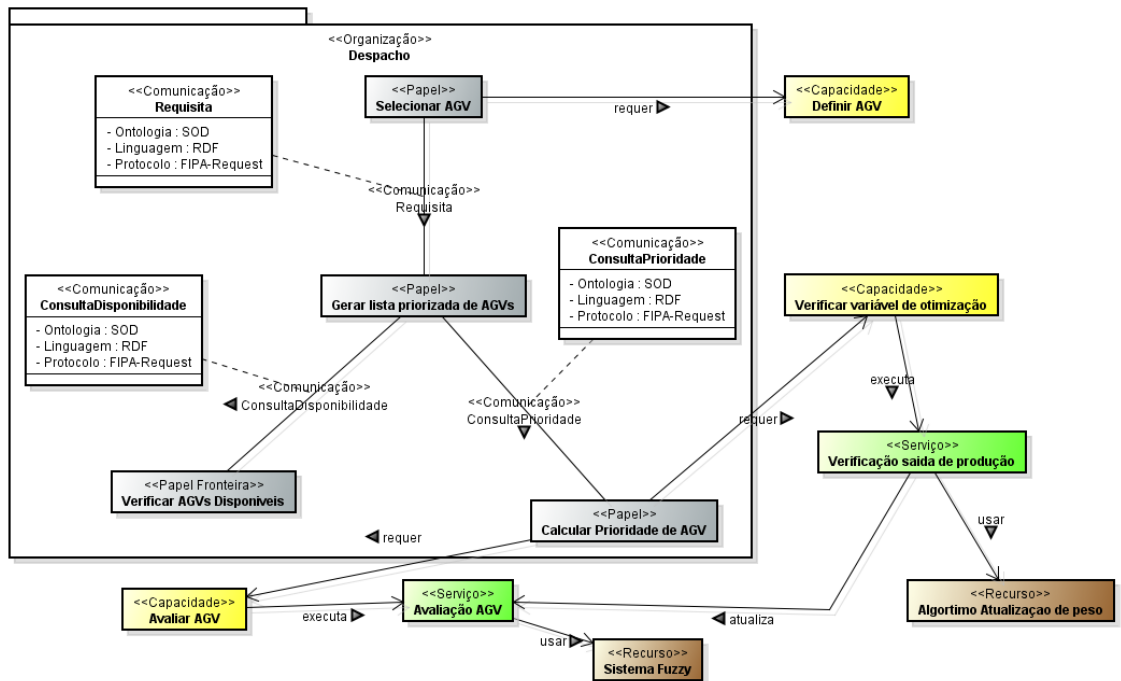 <<Organização>>
Despacho
<<Comunicação>>
Requisita
- Ontologia : SOD
- Linguagem : RDF
- Protocolo : FIPA-Request
<<Papel>>
Selecionar AGV
requer
<<Capacidade>>
Definir AGV
<<Comunicação>>
Requisita
<<Comunicação>>
ConsultaPrioridade
- Ontologia : SOD
- Linguagem : RDF
- Protocolo : FIPA-Request
<<Comunicação>>
ConsultaDisponibilidade
- Ontologia : SOD
- Linguagem : RDF
- Protocolo : FIPA-Request
<<Papel>>
Gerar lista priorizada de AGVs
<<Capacidade>>
Verificar variável de otimização
<<Comunicação>>
ConsultaDisponibilidade
<<Comunicação>>
ConsultaPrioridade
requer
executa
<<Serviço>>
Verificação saida de produção
<<Papel Fronteira>>
Verificar AGVs Disponiveis
<<Papel>>
Calcular Prioridade de AGV
requer
usar
<<Capacidade>>
Avaliar AGV
executa
<<Serviço>>
Avaliação AGV
atualiza
<<Recurso>>
Algortimo Atualizaçao de peso
usar
<<Recurso>>
Sistema Fuzzy